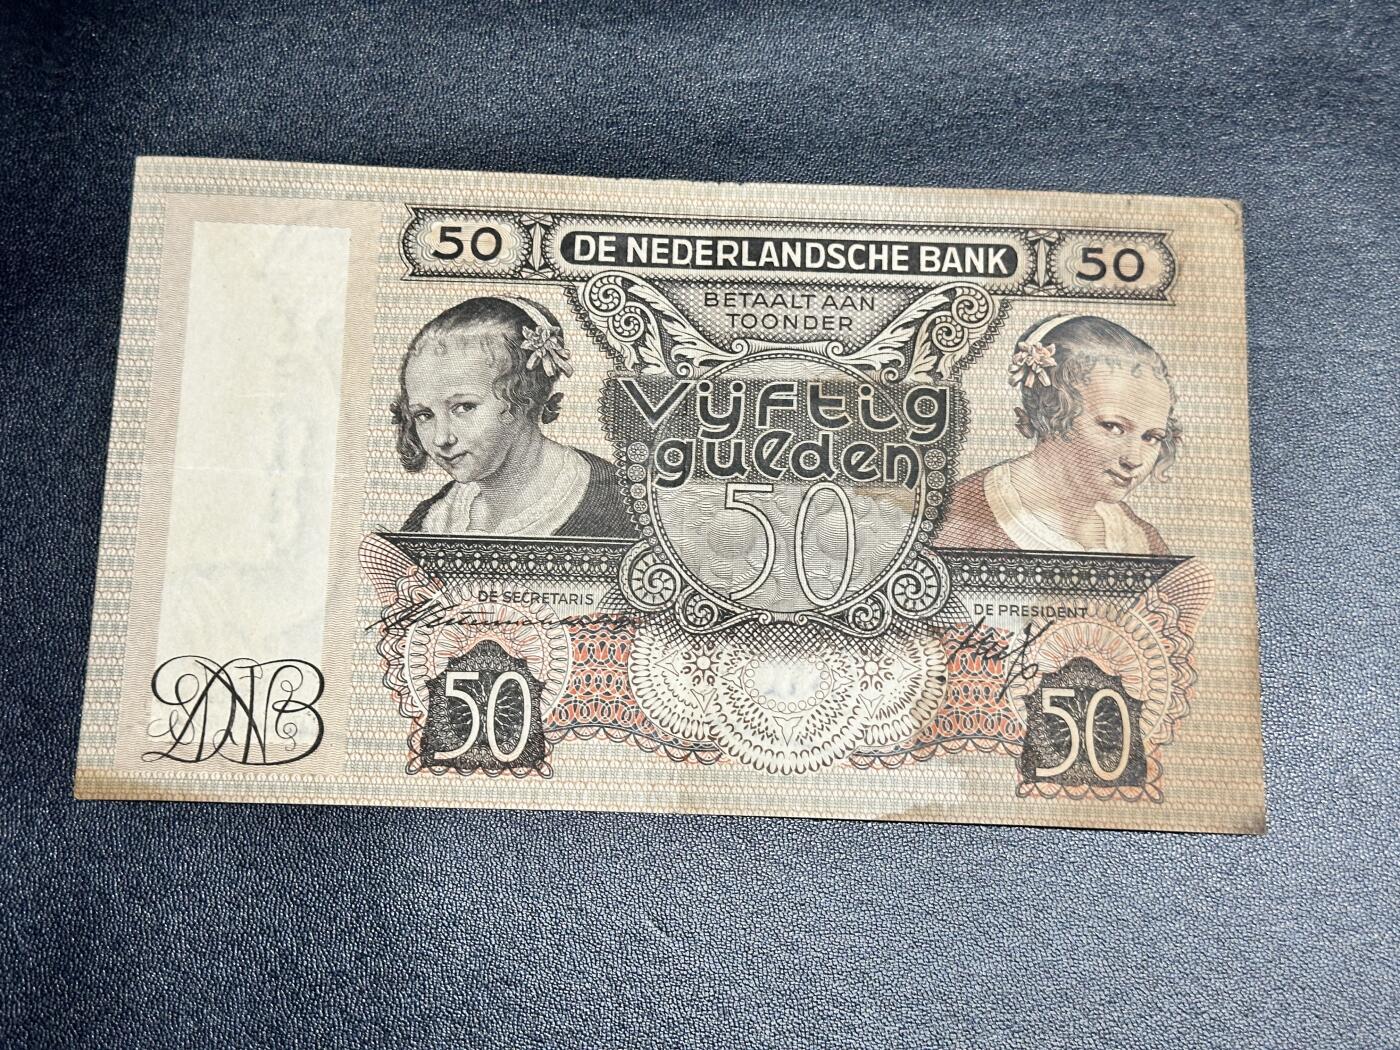 50 DE NEDERLANDSCHE BANK 50
BETAALT AAN
TOONDER
Vijftig
gulden
50
DE SECRETARIS
DE PRESIDENT
50
50
DNB